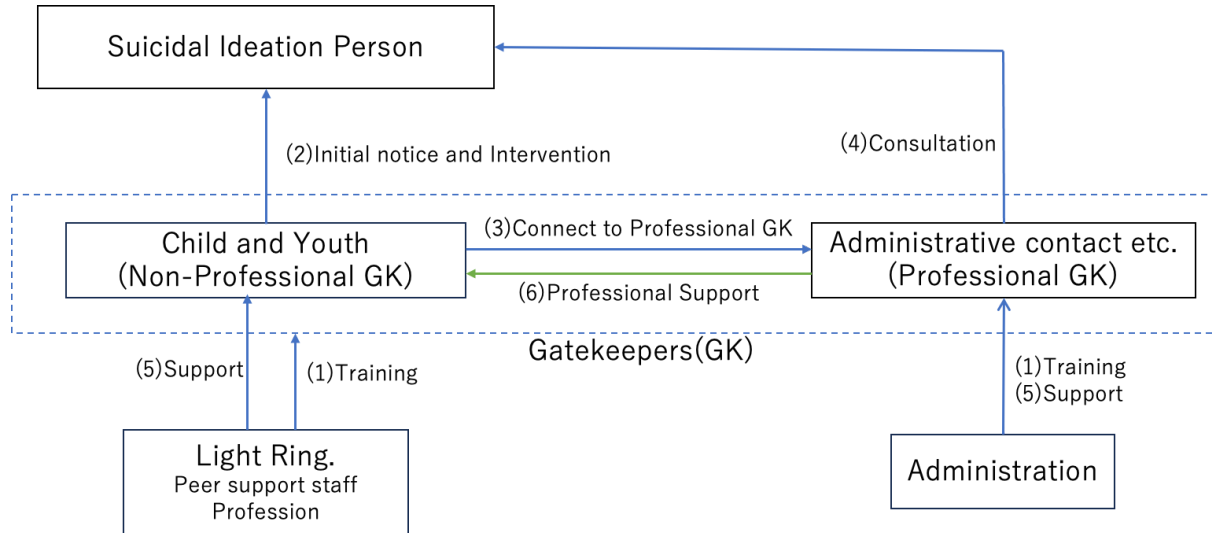 Suicidal Ideation Person
(2)Initial notice and Intervention
(4)Consultation
Child and Youth
(Non-Professional GK)
(3)Connect to Professional GK
(6)Professional Support
Administrative contact etc.
(Professional GK)
Gatekeepers(GK)
(5)Support
(1)Training
(1)Training
(5)Support
Light Ring.
Peer support staff
Profession
Administration